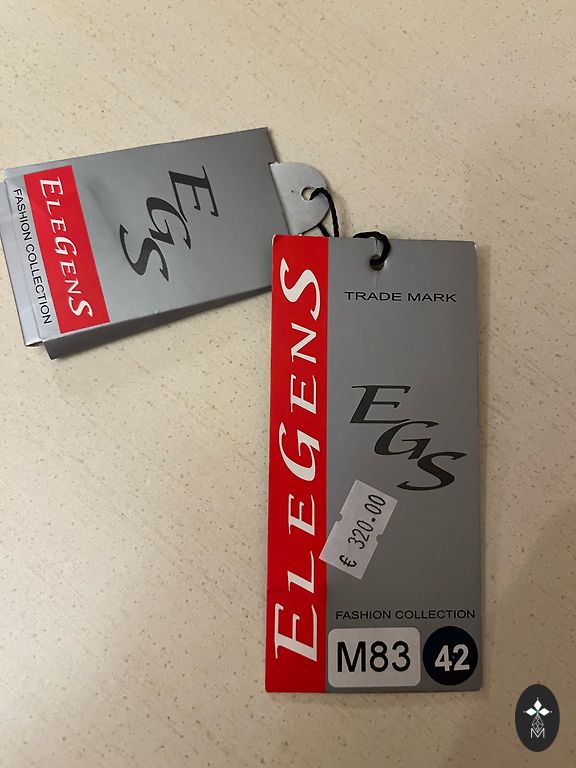 EGS
ELEGENS
FASHION COLLECTION
ELEGENS
TRADE MARK
EGS
€ 320.00
FASHION COLLECTION
M83
42
M